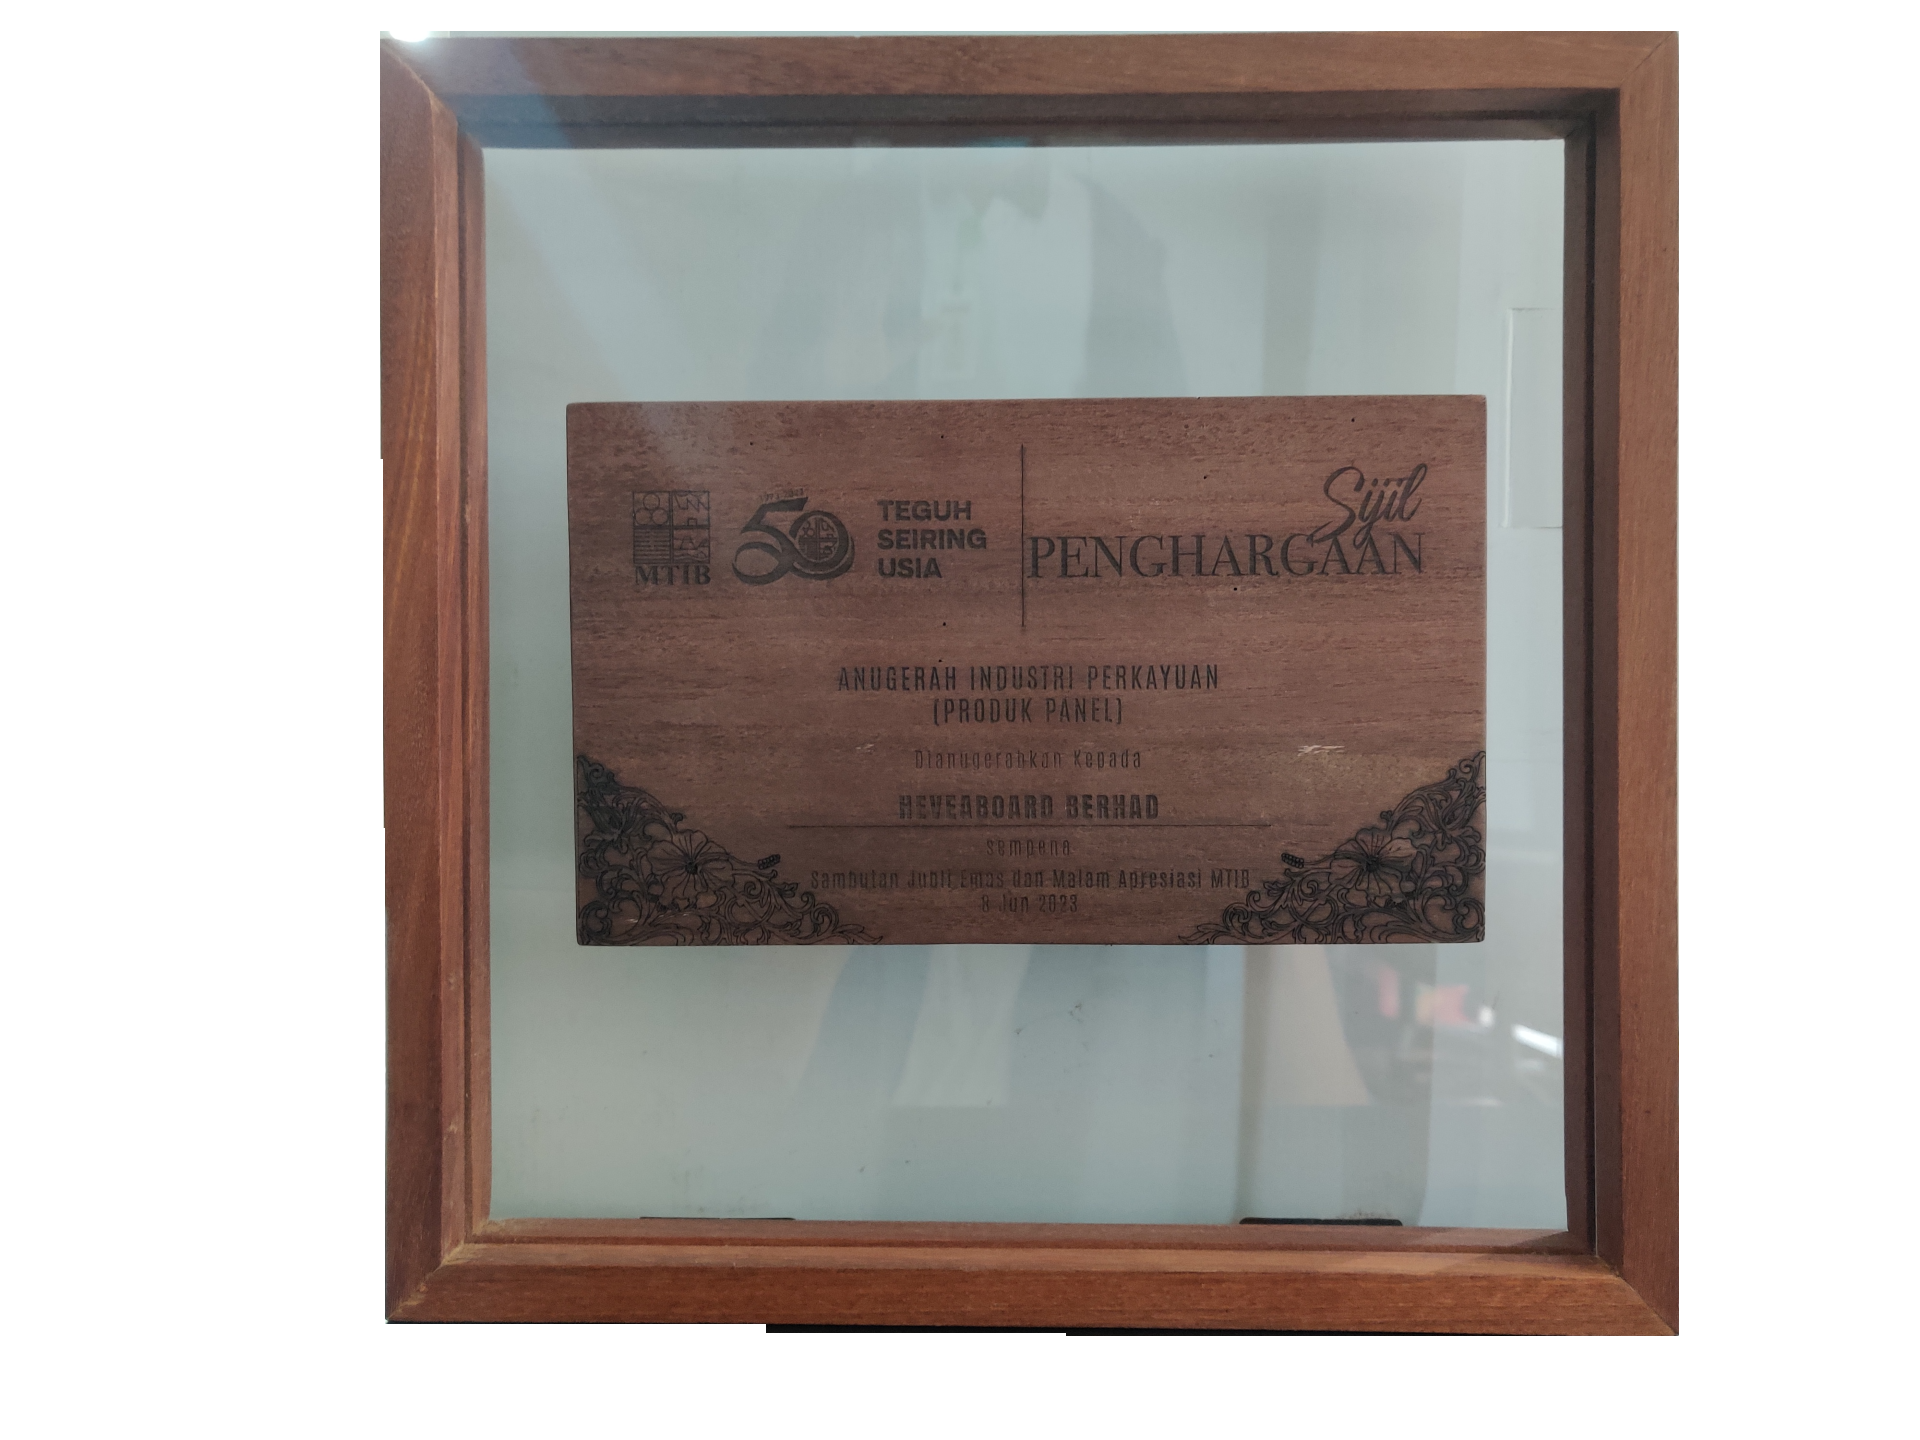 MTIB
50
TEGUH
SEIRING
USIA
Sijil
PENGHARGAAN
ANUGERAH INDUSTRI PERKAYUAN
(PRODUK PANEL)
Dianugerahkan Kepada
HEVEABOARD BERHAD
sempena
Sambutan Jubli Emas dan Malam Apresiasi MTIB
8 Jun 2023